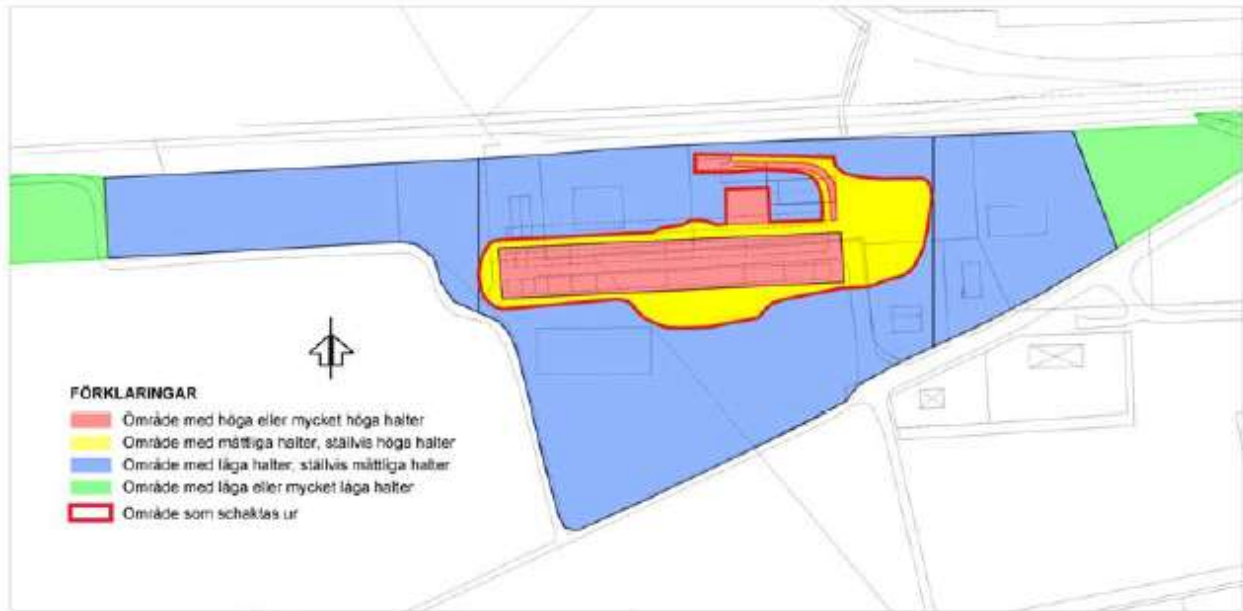 FÖRKLARINGAR
Område med höga eller mycket höga halter
Område med måttliga halter, ställvis höga halter
Område med låga halter, ställvis måttliga halter
Område med låga eller mycket låga halter
Område som schaktas ur